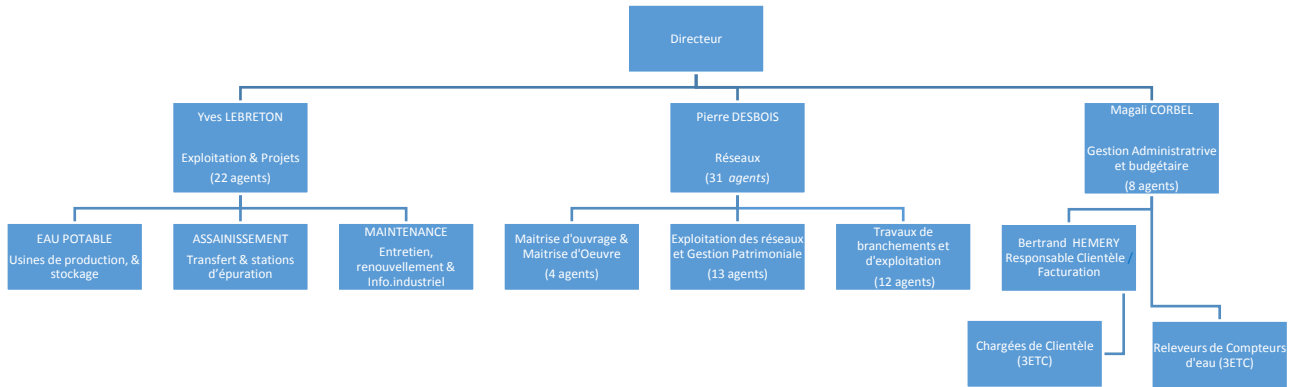 Directeur
Yves LEBRETON
Exploitation & Projets
(22 agents)
Pierre DESBOIS
Réseaux
(31 agents)
Magali CORBEL
Gestion Administratrive
et budgétaire
(8 agents)
EAU POTABLE
Usines de production, &
stockage
ASSAINISSEMENT
Transfert & stations
d'épuration
MAINTENANCE
Entretien,
renouvellement &
Info.industriel
Maitrise d'ouvrage &
Maitrise d'Oeuvre
(4 agents)
Exploitation des réseaux
et Gestion Patrimoniale
(13 agents)
Travaux de
branchements et
d'exploitation
(12 agents)
Bertrand HEMERY
Responsable Clientèle /
Facturation
Chargées de Clientèle
(3ETC)
Releveurs de Compteurs
d'eau (3ETC)